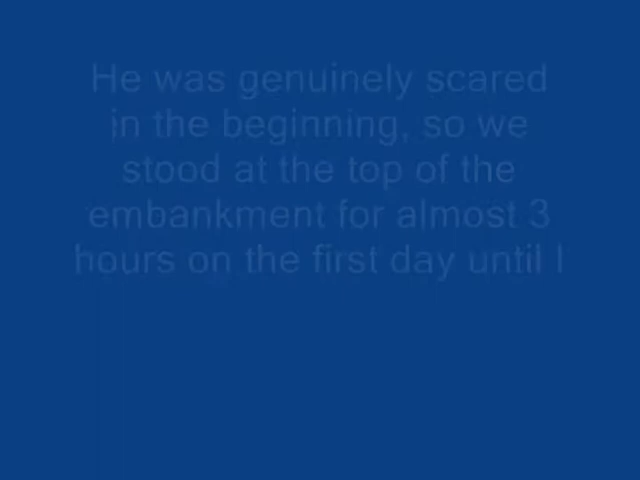 He was genuinely scared
in the beginning, so we
stood at the top of the
embankment for almost 3
hours on the first day until I